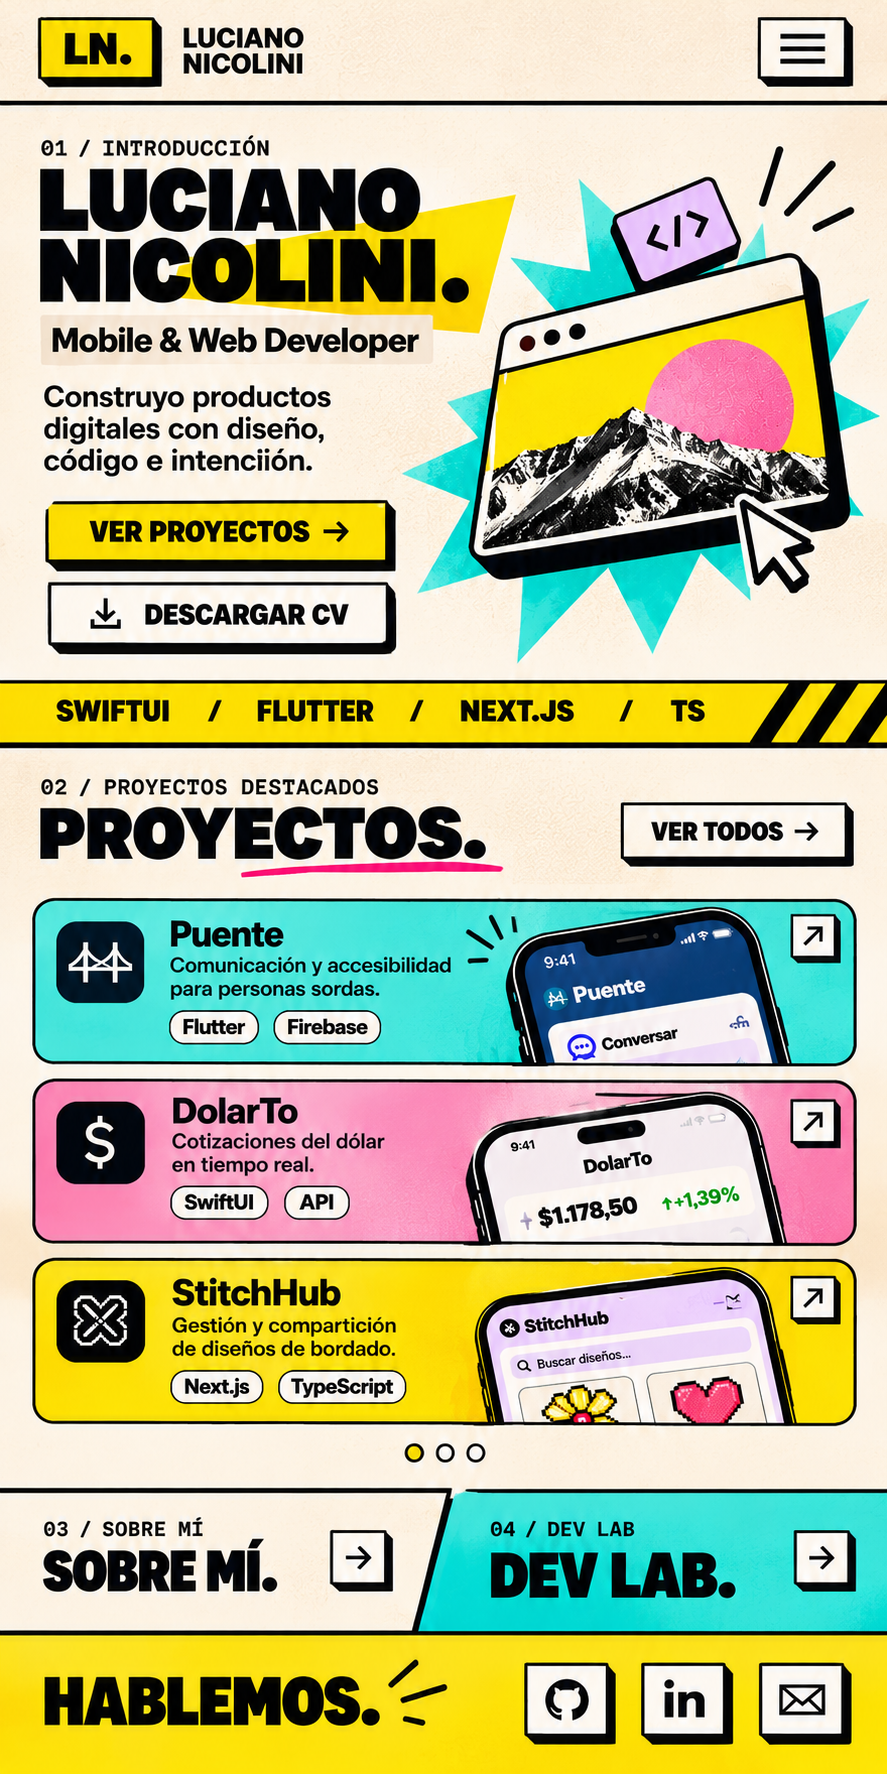 LN.
LUCIANO
NICOLINI
01 / INTRODUCCIÓN
LUCIANO
NICOLINI.
Mobile & Web Developer
Construyo productos
digitales con diseño,
código e intenciión.
VER PROYECTOS →
DESCARGAR CV
</>
SWIFTUI / FLUTTER / NEXT.JS / TS
02 / PROYECTOS DESTACADOS
PROYECTOS.
VER TODOS →
Puente
Comunicación y accesibilidad
para personas sordas.
Flutter Firebase
9:41
Puente
Conversar
DolarTo
Cotizaciones del dólar
en tiempo real.
SwiftUI API
$
9:41
DolarTo
$1.178,50 ↑+1,39%
StitchHub
Gestión y compartición
de diseños de bordado.
Next.js TypeScript
StitchHub
Buscar diseños...
03 / SOBRE MÍ
SOBRE MÍ.
04 / DEV LAB
DEV LAB.
HABLEMOS.
in